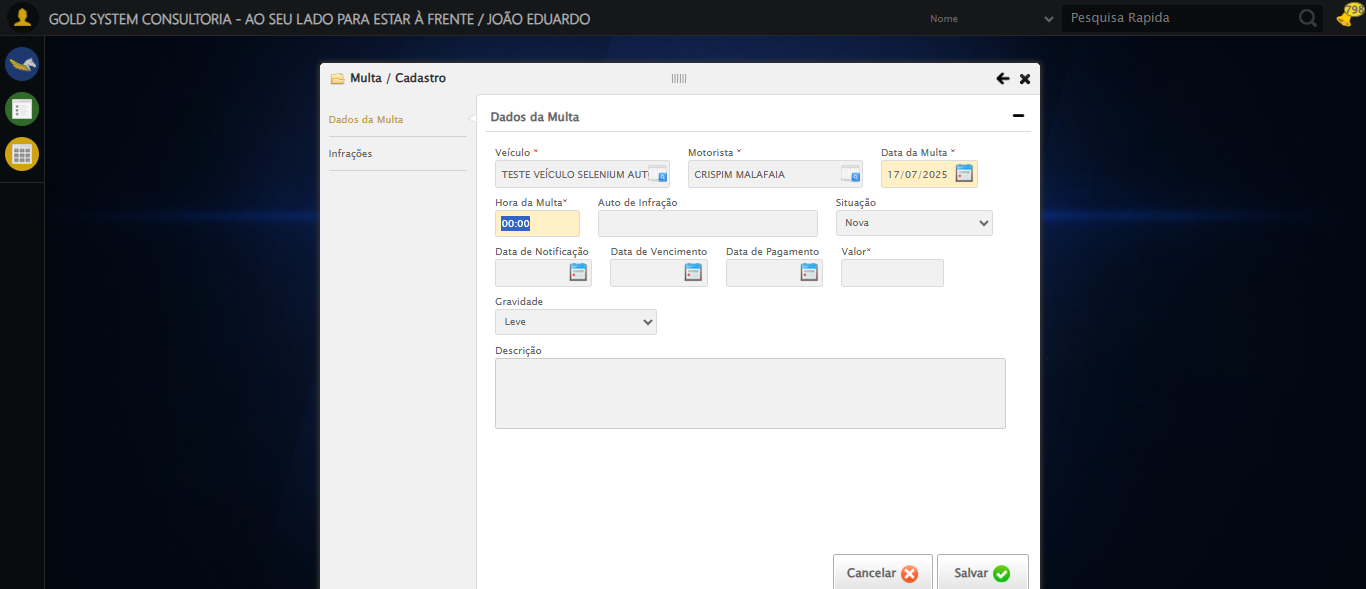 GOLD SYSTEM CONSULTORIA - AO SEU LADO PARA ESTAR À FRENTE / JOÃO EDUARDO
Nome
Pesquisa Rapida
798
Multa / Cadastro
Dados da Multa
Infrações
Dados da Multa
Veículo * Motorista * Data da Multa *
TESTE VEÍCULO SELENIUM AUT CRISPIM MALAFAIA 17/07/2025
Hora da Multa* Auto de Infração Situação
00:00 Nova
Data de Notificação Data de Vencimento Data de Pagamento Valor*
Gravidade
Leve
Descrição
Cancelar Salvar